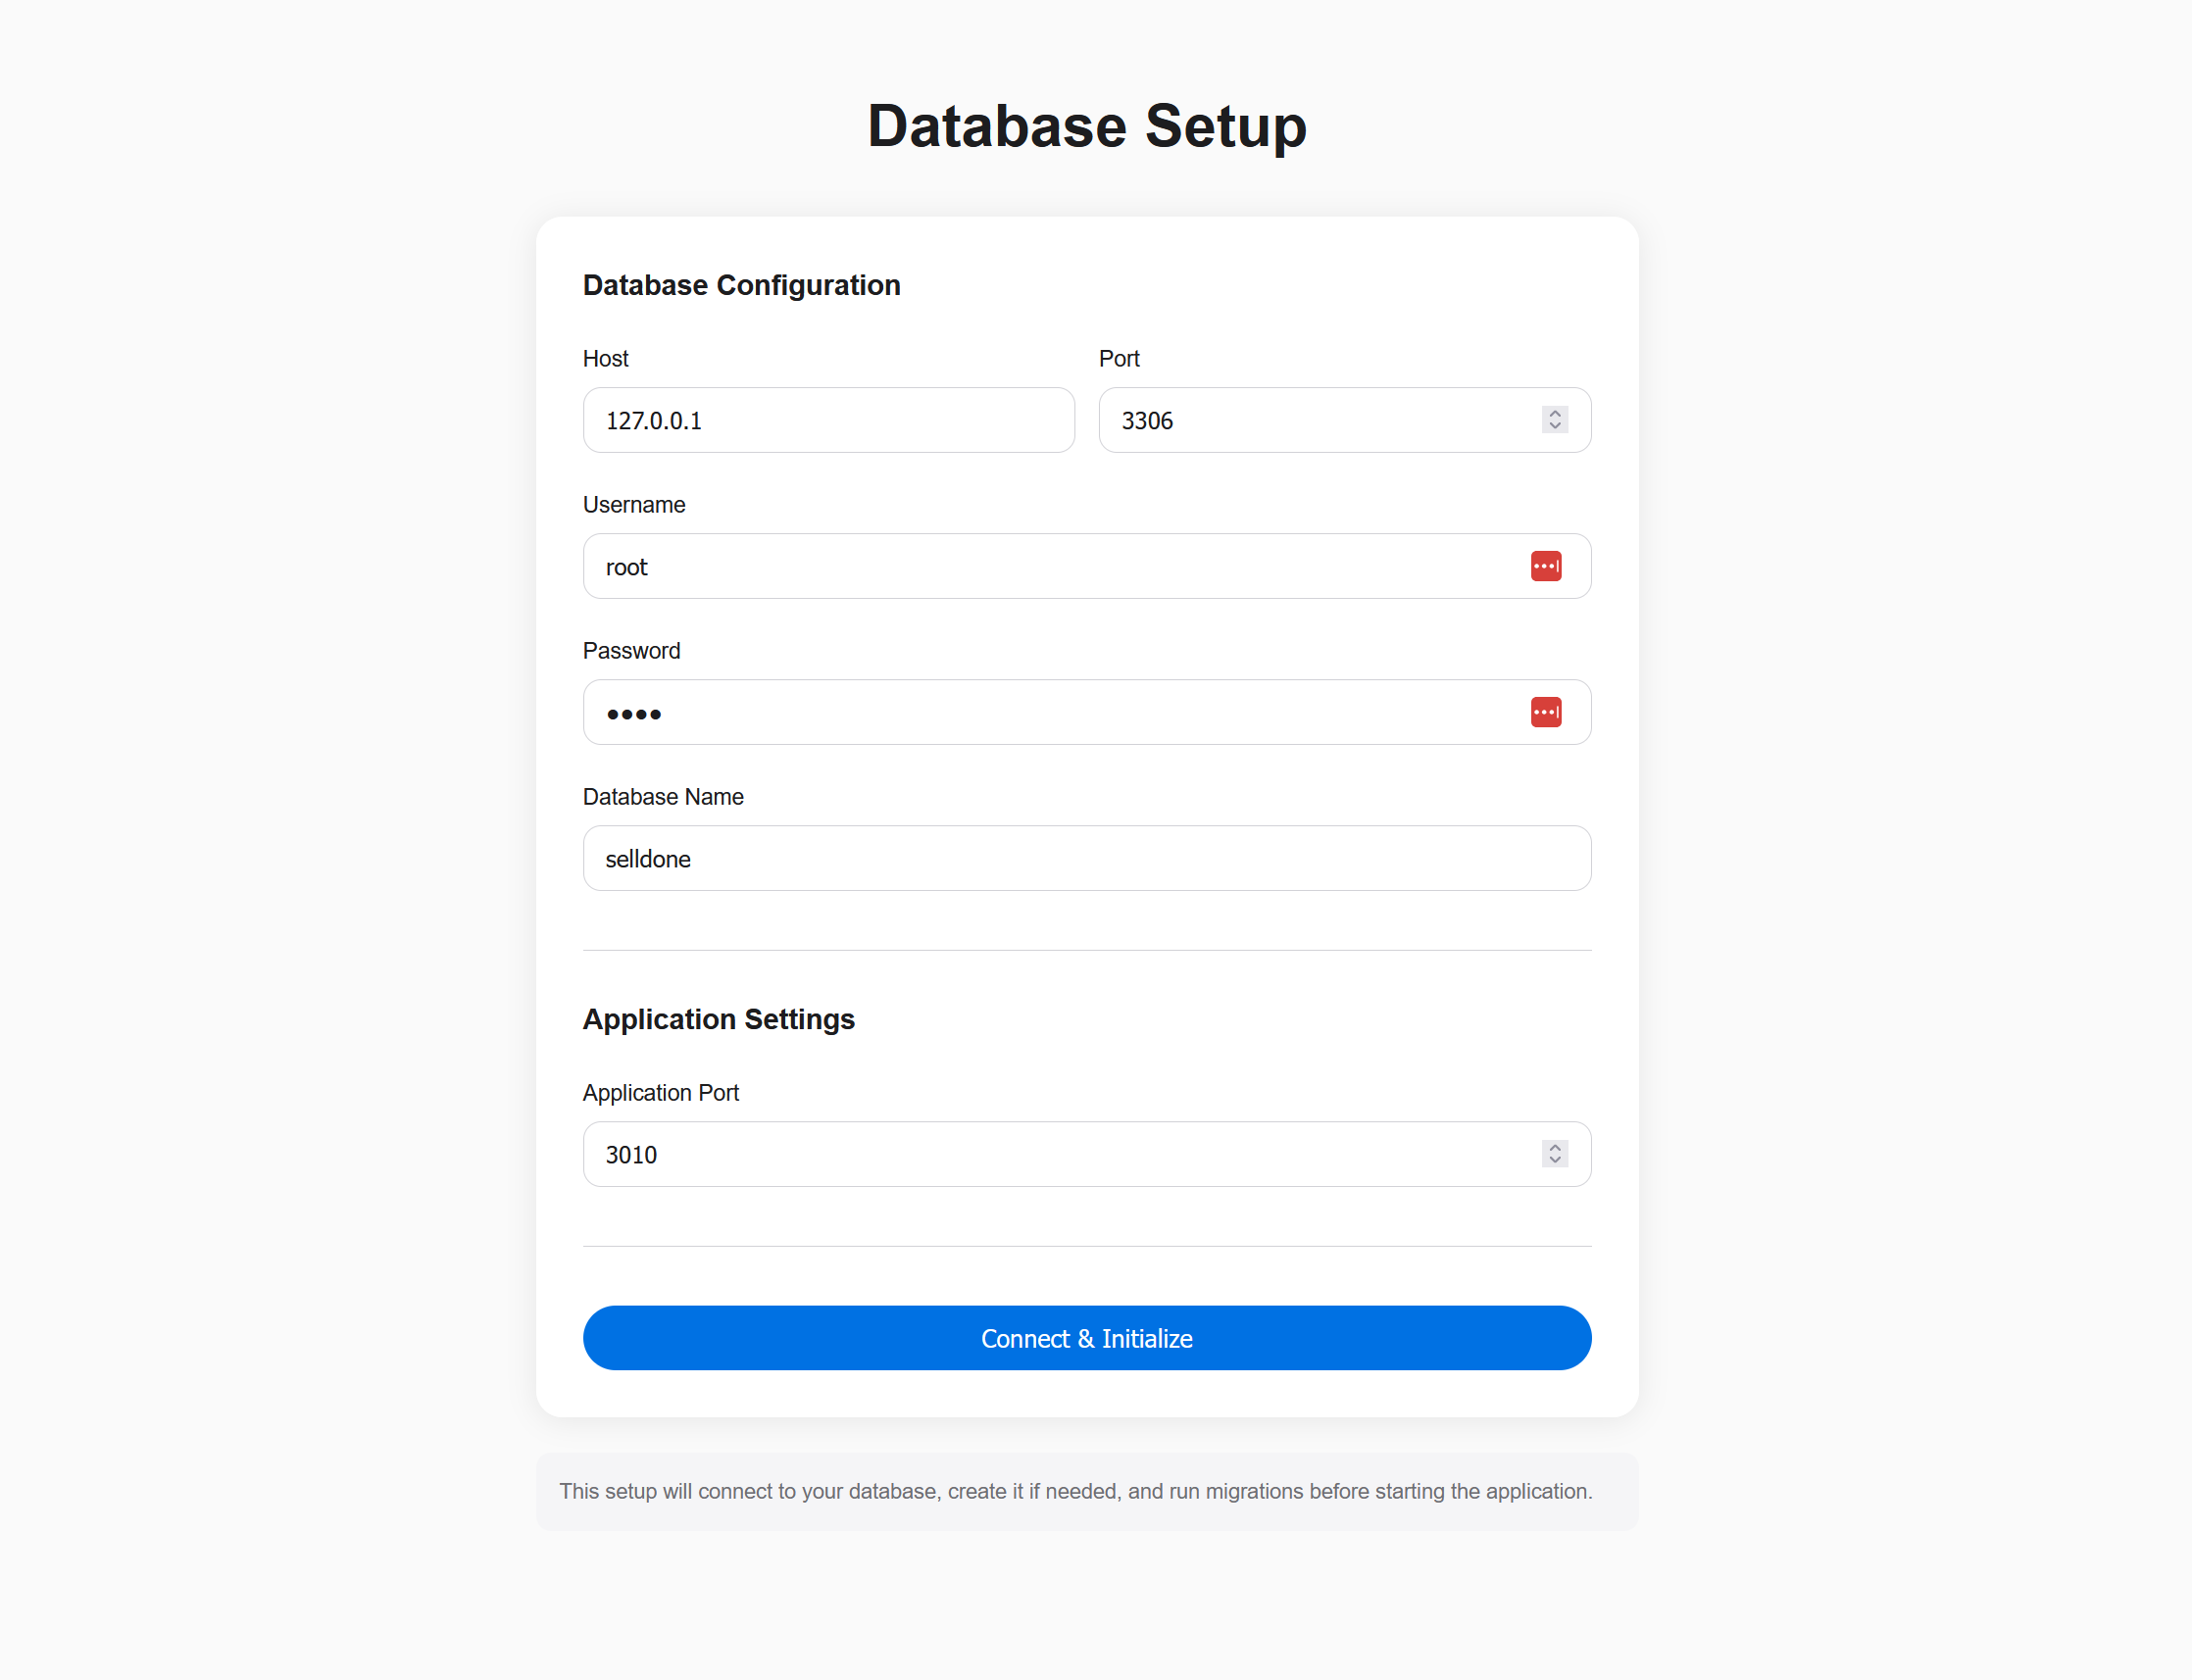 Database Setup
Database Configuration
Host
Port
127.0.0.1
3306
Username
root
Password
••••
Database Name
selldone
Application Settings
Application Port
3010
Connect & Initialize
This setup will connect to your database, create it if needed, and run migrations before starting the application.